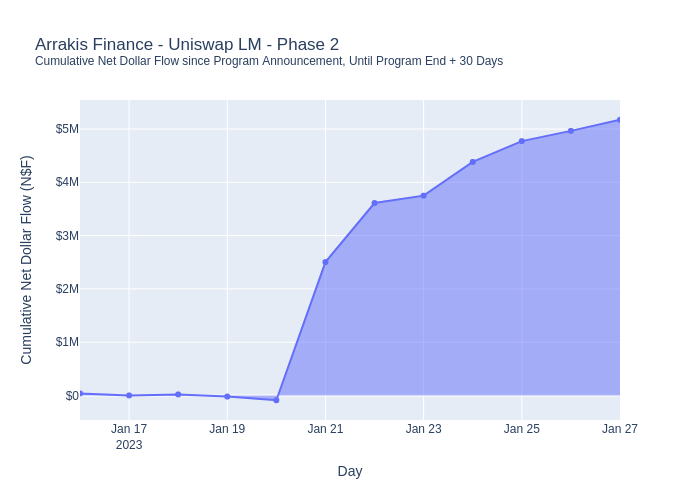 Arrakis Finance - Uniswap LM - Phase 2
Cumulative Net Dollar Flow since Program Announcement, Until Program End + 30 Days
Cumulative Net Dollar Flow (N$F)
$5M
$4M
$3M
$2M
$1M
$0
Jan 17
2023
Jan 19
Jan 21
Jan 23
Jan 25
Jan 27
Day